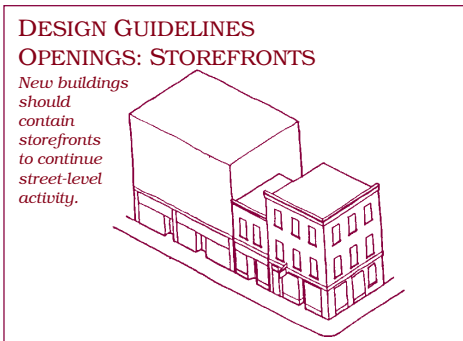 DESIGN GUIDELINES
OPENINGS: STOREFRONTS
New buildings
should
contain
storefronts
to continue
street-level
activity.